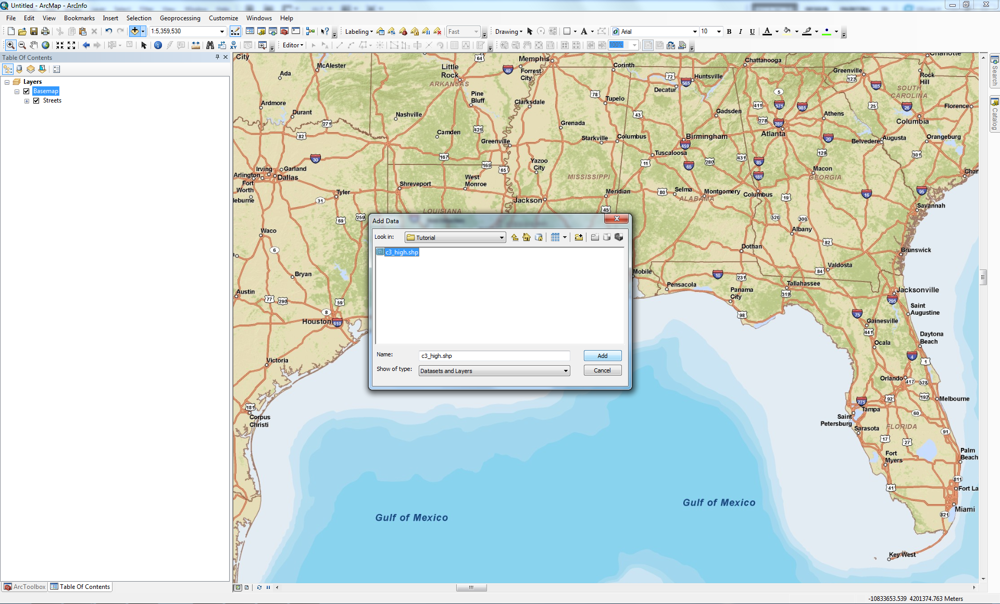 Untitled - ArcMap - ArcInfo
File Edit View Bookmarks Insert Selection Geoprocessing Customize Windows Help
1:5,359,530 Labeling Fast Drawing Arial 10 B I U A
Editor 100%
Table Of Contents
Layers
Basemap
Streets
Search
Catalog
City
McAlester
Ada
Little Rock
ARKANSAS
Memphis
Forrest City
Corinth
Huntsville
Decatur
Chattanooga
Charlotte
Greenville
Rock Hill
SOUTH CAROLINA
Pine Bluff
Clarksdale
Tupelo
Ardmore
Durant
Nashville
Camden
Grenada
Gadsden
Athens
Florence
Columbia
Greenville
Starkville
Columbus
Birmingham
Atlanta
Belvedere
Augusta
Orangeburg
Tuscaloosa
Yazoo City
Irving
Garland
Arlington
Dallas
Fort Worth
leburne
West Monroe
Shreveport
MISSISSIPPI
Macon
GEORGIA
Char
Tyler
Jackson
Meridian
Selma
Montgomery
ALABAMA
Columbus
Savannah
LOUISIANA
Waco
Albany
Dothan
Brunswick
Bryan
Mobile
Pensacola
Valdosta
Tallahassee
Panama City
Jacksonville
Austin
Houston
Saint Augustine
Gainesville
Daytona Beach
Ocala
Victoria
Orlando
Melbourne
Corpus Christi
Tampa
Saint Petersburg
Sarasota
FLORIDA
Fort Myers
Palm Beach
Fort La
Miami
Key West
Gulf of Mexico
Gulf of Mexico
64
40
72
565
123
385
78
5
411
575
985
25
26
43
278
285
271
82
425
20
30
167
165
65
459
11
65
280
431
85
129
301
185
31
80
19
16
95
259
69
45
520
300
6
82
10
231
84
77
290
59
8
610
319
98
295
75
441
4
1
417
528
181
275
92
192
60
17
27
91
41
811
821
Add Data
Look in: Tutorial
c3_high.shp
Name: c3_high.shp Add
Show of type: Datasets and Layers Cancel
ArcToolbox Table Of Contents
-10833653.539 4201374.763 Meters